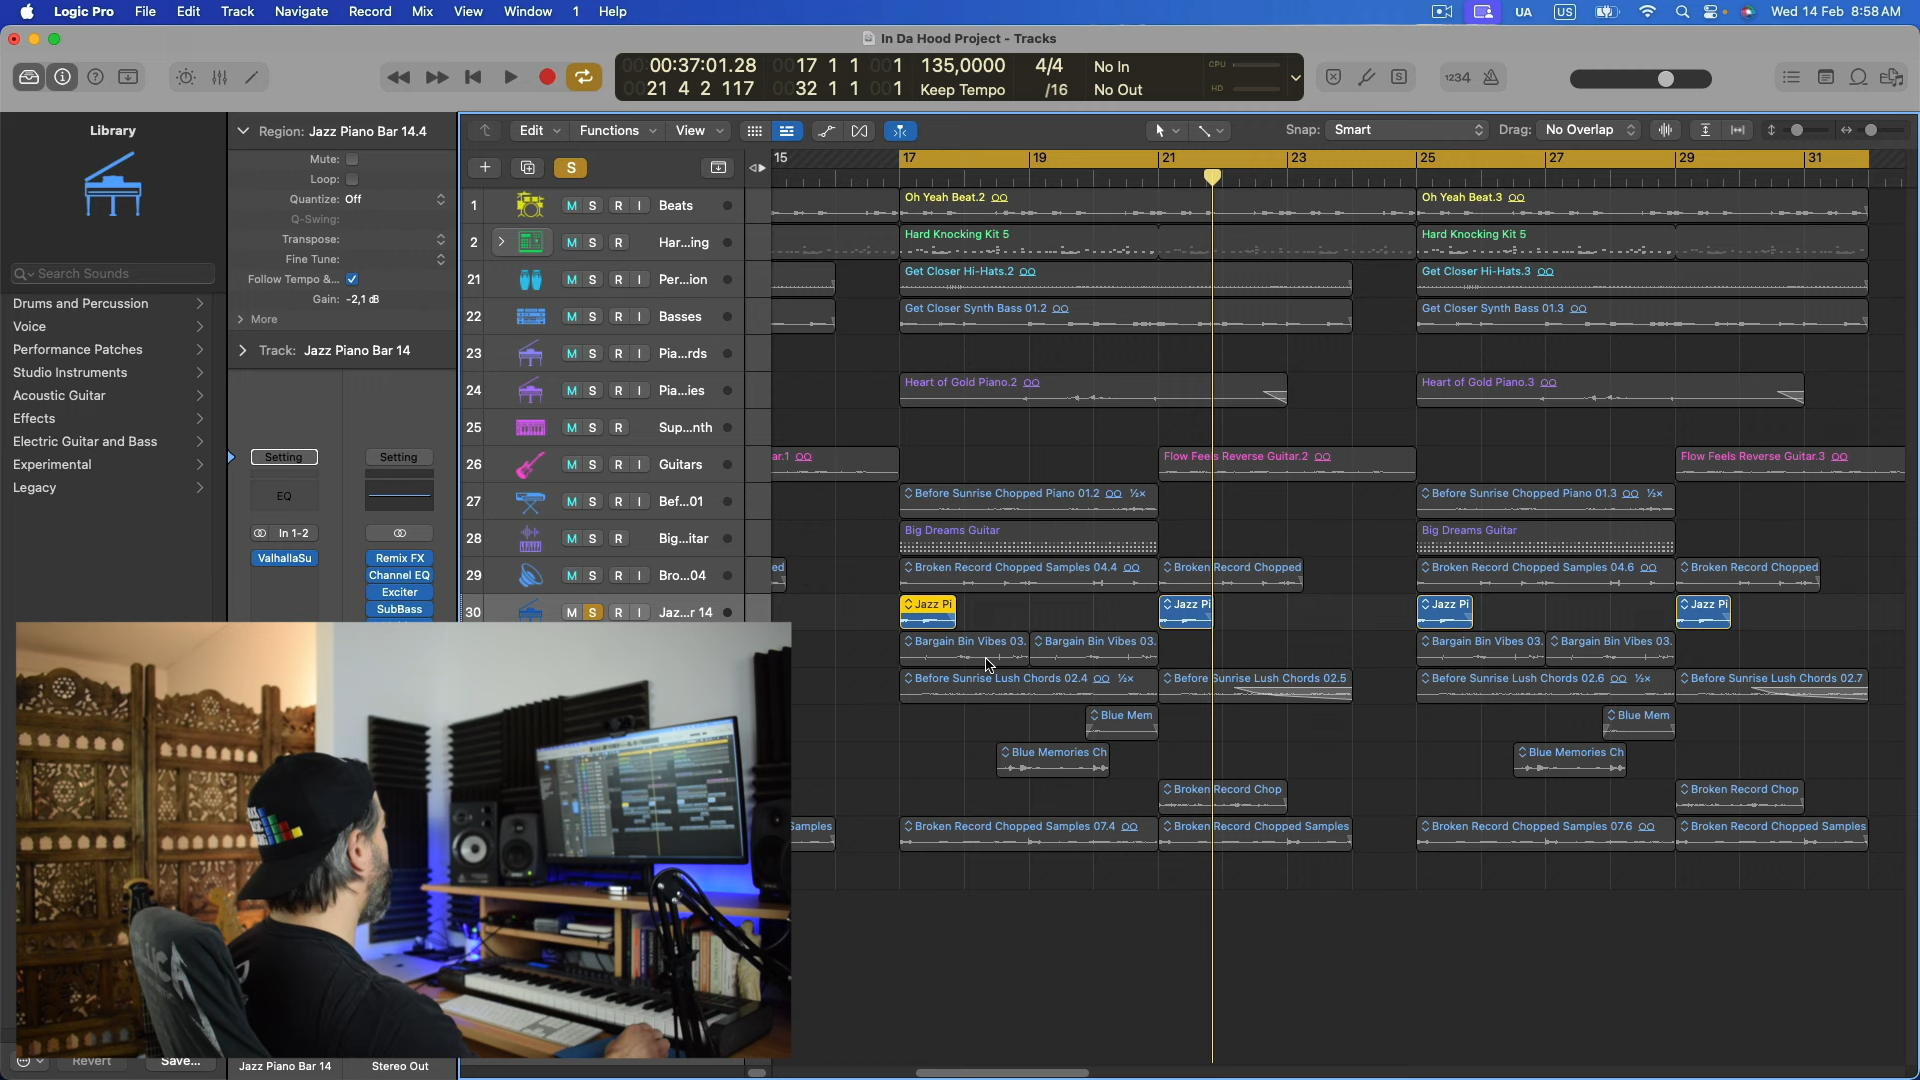 Logic Pro File Edit Track Navigate Record Mix View Window 1 Help
UA US Wed 14 Feb 8:58 AM
In Da Hood Project - Tracks
00:37:01.28 17 1 1 1 135,0000 4/4 No In CPU
21 4 2 117 32 1 1 1 Keep Tempo /16 No Out HD
1234
Library
Region: Jazz Piano Bar 14.4
Mute:
Loop:
Quantize: Off
Q-Swing:
Transpose:
Fine Tune:
Follow Tempo &...
Gain: -2,1 dB
More
Track: Jazz Piano Bar 14
Search Sounds
Drums and Percussion
Voice
Performance Patches
Studio Instruments
Acoustic Guitar
Effects
Electric Guitar and Bass
Experimental
Legacy
Setting Setting
EQ
In 1-2
ValhallaSu Remix FX
Channel EQ
Exciter
SubBass
Edit Functions View Snap: Smart Drag: No Overlap
S
15 17 19 21 23 25 27 29 31
1 M S R I Beats
2 M S R Har...ing
21 M S R I Per...ion
22 M S R I Basses
23 M S R I Pia...rds
24 M S R I Pia...ies
25 M S R Sup...nth
26 M S R I Guitars
27 M S R I Bef...01
28 M S R Big...itar
29 M S R I Bro...04
30 M S R I Jaz...r 14
Oh Yeah Beat.2 Oh Yeah Beat.3
Hard Knocking Kit 5 Hard Knocking Kit 5
Get Closer Hi-Hats.2 Get Closer Hi-Hats.3
Get Closer Synth Bass 01.2 Get Closer Synth Bass 01.3
Heart of Gold Piano.2 Heart of Gold Piano.3
ar.1 Flow Feels Reverse Guitar.2 Flow Feels Reverse Guitar.3
Before Sunrise Chopped Piano 01.2 ½× Before Sunrise Chopped Piano 01.3 ½×
Big Dreams Guitar Big Dreams Guitar
ed Broken Record Chopped Samples 04.4 Broken Record Chopped Broken Record Chopped Samples 04.6 Broken Record Chopped
Jazz Pi Jazz Pi Jazz Pi Jazz Pi
Bargain Bin Vibes 03. Bargain Bin Vibes 03. Bargain Bin Vibes 03. Bargain Bin Vibes 03.
Before Sunrise Lush Chords 02.4 ½× Before Sunrise Lush Chords 02.5 Before Sunrise Lush Chords 02.6 ½× Before Sunrise Lush Chords 02.7
Blue Mem Blue Mem
Blue Memories Ch Blue Memories Ch
Broken Record Chop Broken Record Chop
Samples Broken Record Chopped Samples 07.4 Broken Record Chopped Samples Broken Record Chopped Samples 07.6 Broken Record Chopped Samples
Revert Save...
Jazz Piano Bar 14 Stereo Out